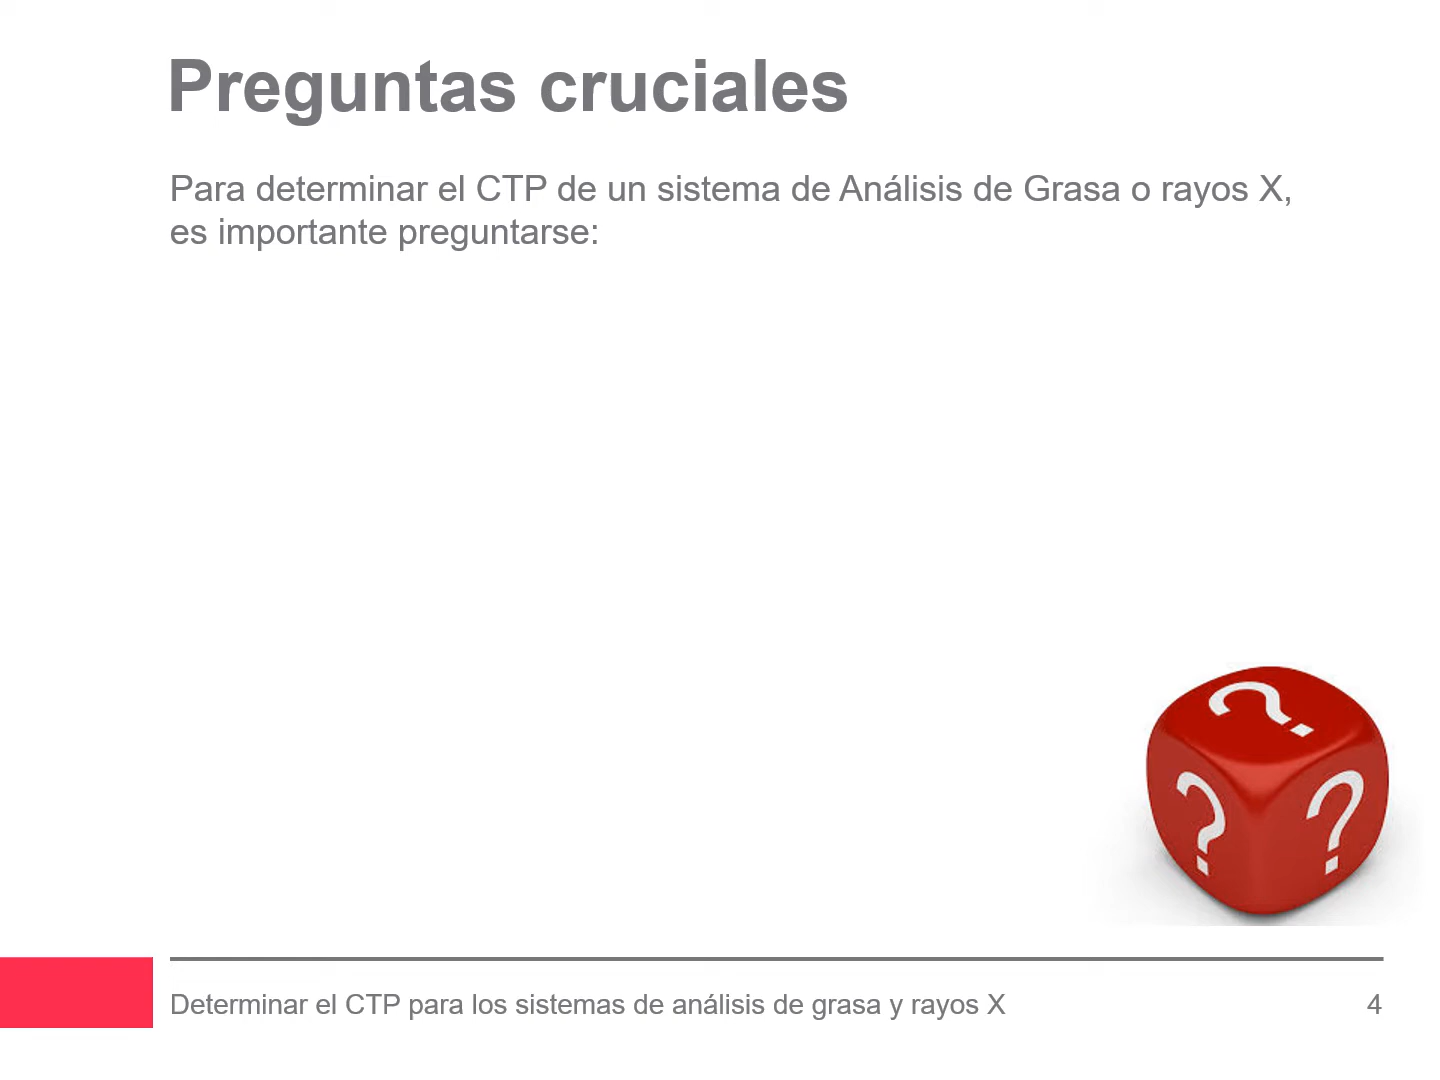 Preguntas cruciales
Para determinar el CTP de un sistema de Análisis de Grasa o rayos X,
es importante preguntarse:
?
? ?
Determinar el CTP para los sistemas de análisis de grasa y rayos X
4